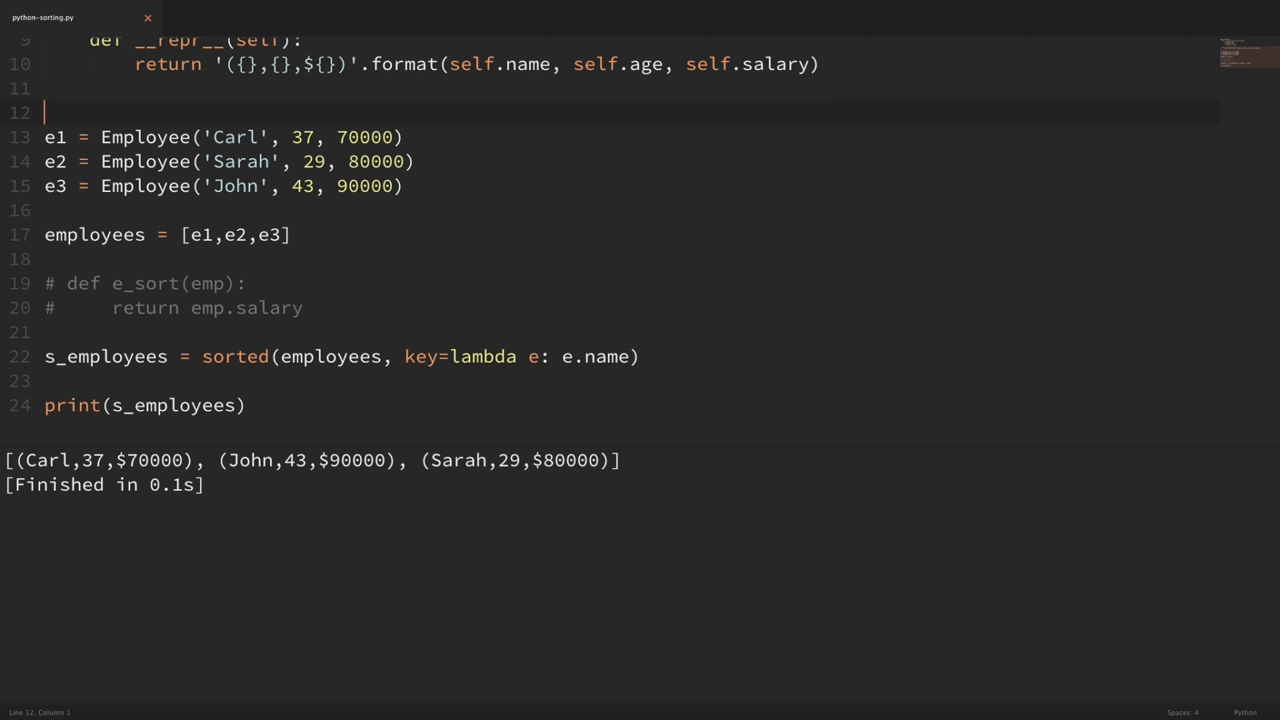 python-sorting.py
9     def __repr__(self):
10         return '({},{},${})'.format(self.name, self.age, self.salary)
11
12
13 e1 = Employee('Carl', 37, 70000)
14 e2 = Employee('Sarah', 29, 80000)
15 e3 = Employee('John', 43, 90000)
16
17 employees = [e1,e2,e3]
18
19 # def e_sort(emp):
20 #     return emp.salary
21
22 s_employees = sorted(employees, key=lambda e: e.name)
23
24 print(s_employees)
[(Carl,37,$70000), (John,43,$90000), (Sarah,29,$80000)]
[Finished in 0.1s]
Line 12, Column 1
Spaces: 4
Python